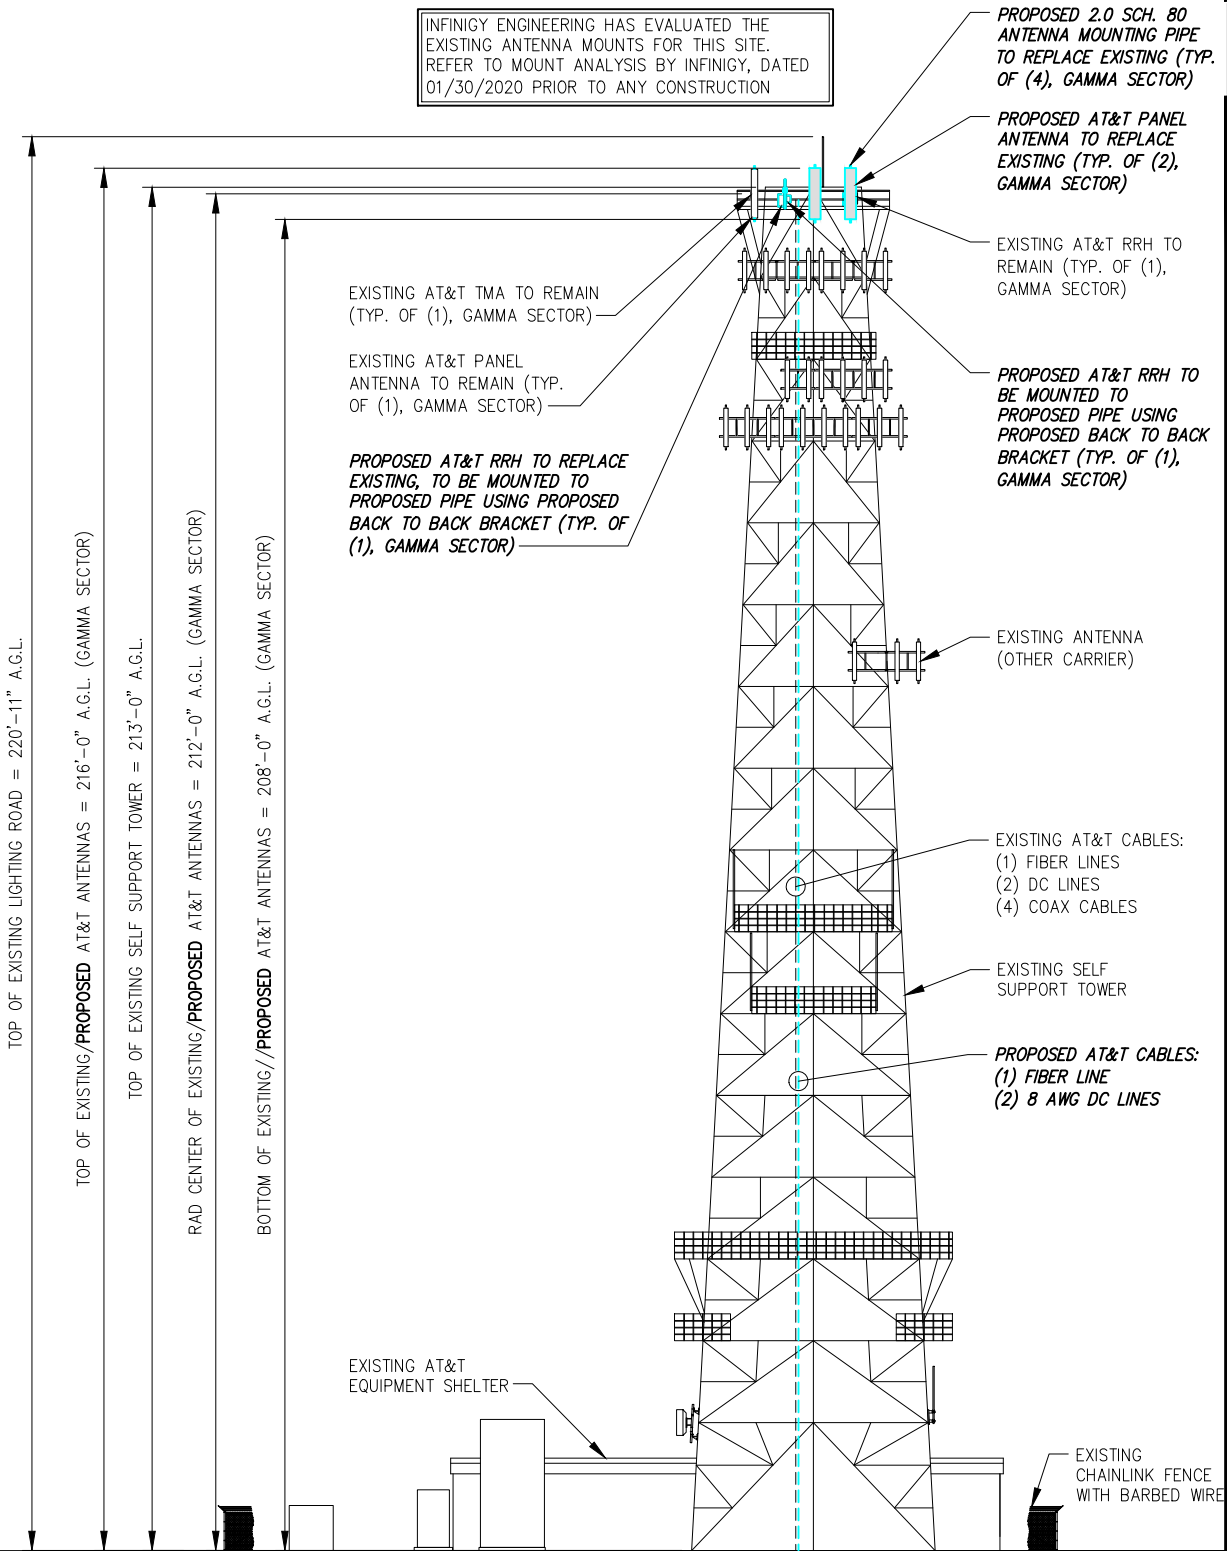 INFINIGY ENGINEERING HAS EVALUATED THE
EXISTING ANTENNA MOUNTS FOR THIS SITE.
REFER TO MOUNT ANALYSIS BY INFINIGY, DATED
01/30/2020 PRIOR TO ANY CONSTRUCTION
PROPOSED 2.0 SCH. 80
ANTENNA MOUNTING PIPE
TO REPLACE EXISTING (TYP.
OF (4), GAMMA SECTOR)
PROPOSED AT&T PANEL
ANTENNA TO REPLACE
EXISTING (TYP. OF (2),
GAMMA SECTOR)
EXISTING AT&T RRH TO
REMAIN (TYP. OF (1),
GAMMA SECTOR)
EXISTING AT&T TMA TO REMAIN
(TYP. OF (1), GAMMA SECTOR)
EXISTING AT&T PANEL
ANTENNA TO REMAIN (TYP.
OF (1), GAMMA SECTOR)
PROPOSED AT&T RRH TO
BE MOUNTED TO
PROPOSED PIPE USING
PROPOSED BACK TO BACK
BRACKET (TYP. OF (1),
GAMMA SECTOR)
PROPOSED AT&T RRH TO REPLACE
EXISTING, TO BE MOUNTED TO
PROPOSED PIPE USING PROPOSED
BACK TO BACK BRACKET (TYP. OF
(1), GAMMA SECTOR)
TOP OF EXISTING LIGHTING ROAD = 220'-11" A.G.L.
TOP OF EXISTING/PROPOSED AT&T ANTENNAS = 216'-0" A.G.L. (GAMMA SECTOR)
TOP OF EXISTING SELF SUPPORT TOWER = 213'-0" A.G.L.
RAD CENTER OF EXISTING/PROPOSED AT&T ANTENNAS = 212'-0" A.G.L. (GAMMA SECTOR)
BOTTOM OF EXISTING//PROPOSED AT&T ANTENNAS = 208'-0" A.G.L. (GAMMA SECTOR)
EXISTING ANTENNA
(OTHER CARRIER)
EXISTING AT&T CABLES:
(1) FIBER LINES
(2) DC LINES
(4) COAX CABLES
EXISTING SELF
SUPPORT TOWER
PROPOSED AT&T CABLES:
(1) FIBER LINE
(2) 8 AWG DC LINES
EXISTING AT&T
EQUIPMENT SHELTER
EXISTING
CHAINLINK FENCE
WITH BARBED WIRE